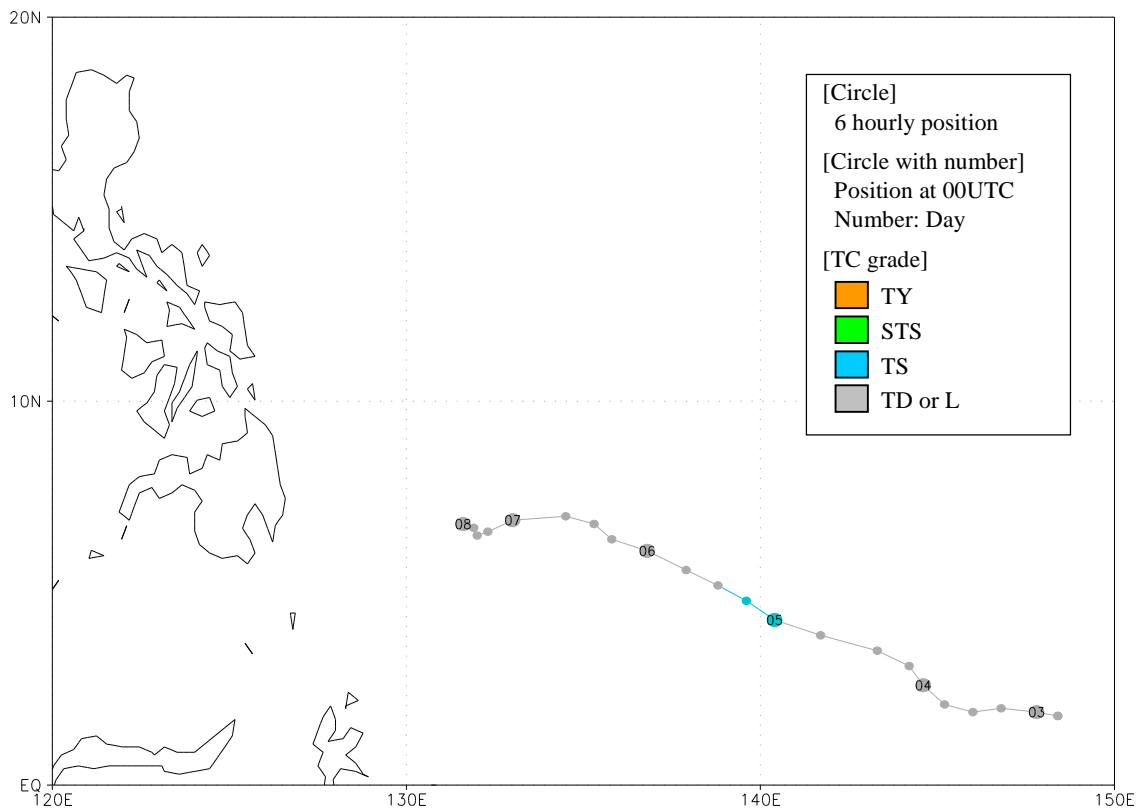 20N
[Circle]
6 hourly position
[Circle with number]
Position at 00UTC
Number: Day
[TC grade]
TY
STS
TS
TD or L
10N
08
07
06
05
04
03
EQ
120E
130E
140E
150E